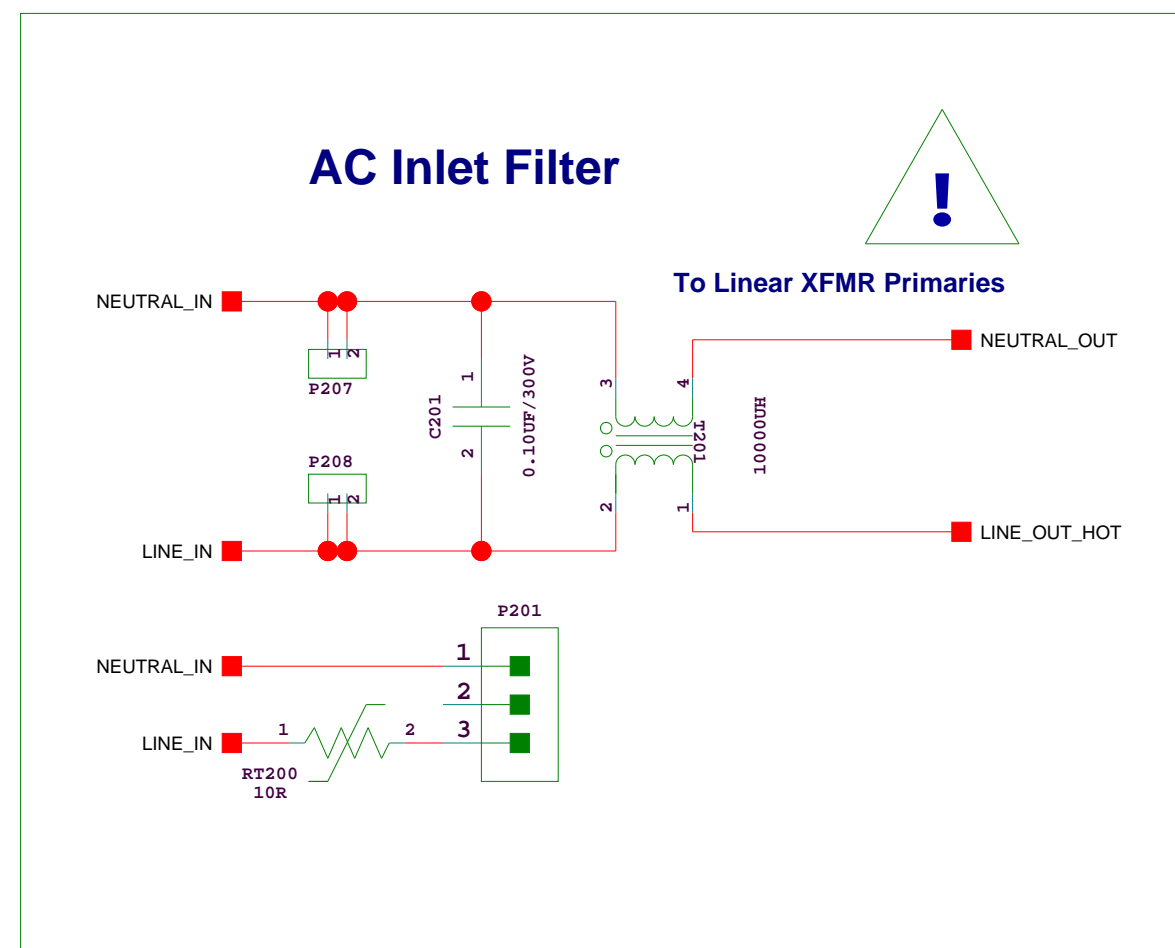 AC Inlet Filter
!
To Linear XFMR Primaries
NEUTRAL_IN
1
2
P207
NEUTRAL_OUT
C201
1
2
0.10UF/300V
3
4
T201
10000UH
2
1
P208
1
2
LINE_IN
LINE_OUT_HOT
P201
NEUTRAL_IN
1
2
LINE_IN
1
2
3
RT200
10R